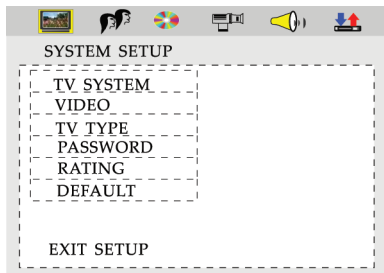 SYSTEM SETUP
TV SYSTEM
VIDEO
TV TYPE
PASSWORD
RATING
DEFAULT
EXIT SETUP